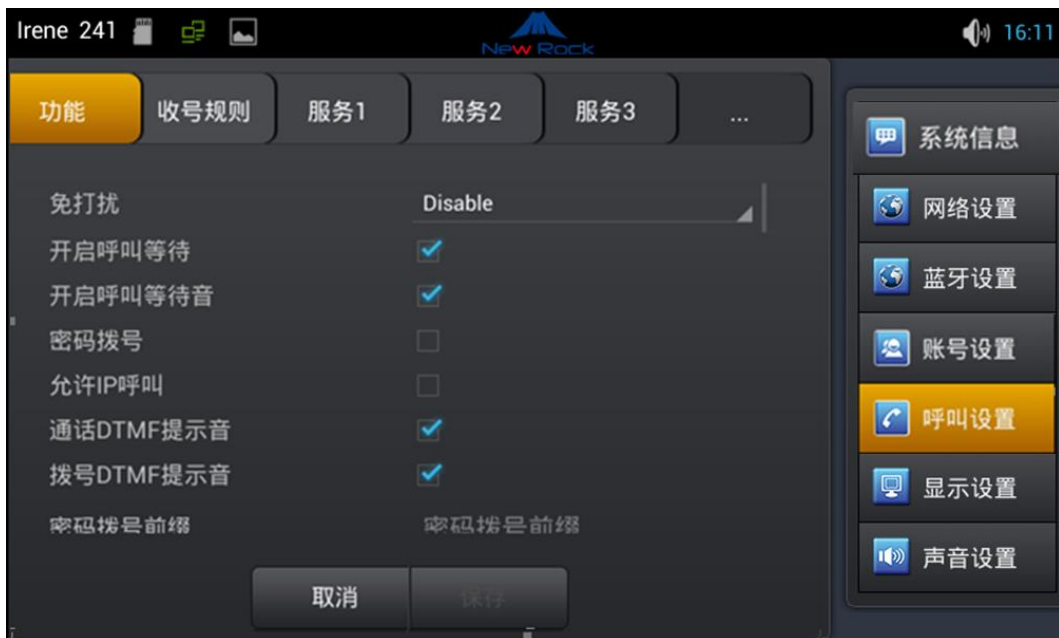 Irene 241
New Rock
16:11
功能
收号规则
服务1
服务2
服务3
...
免打扰
Disable
开启呼叫等待
开启呼叫等待音
密码拨号
允许IP呼叫
通话DTMF提示音
拨号DTMF提示音
密码拨号前缀
密码拨号前缀
取消
保存
系统信息
网络设置
蓝牙设置
账号设置
呼叫设置
显示设置
声音设置